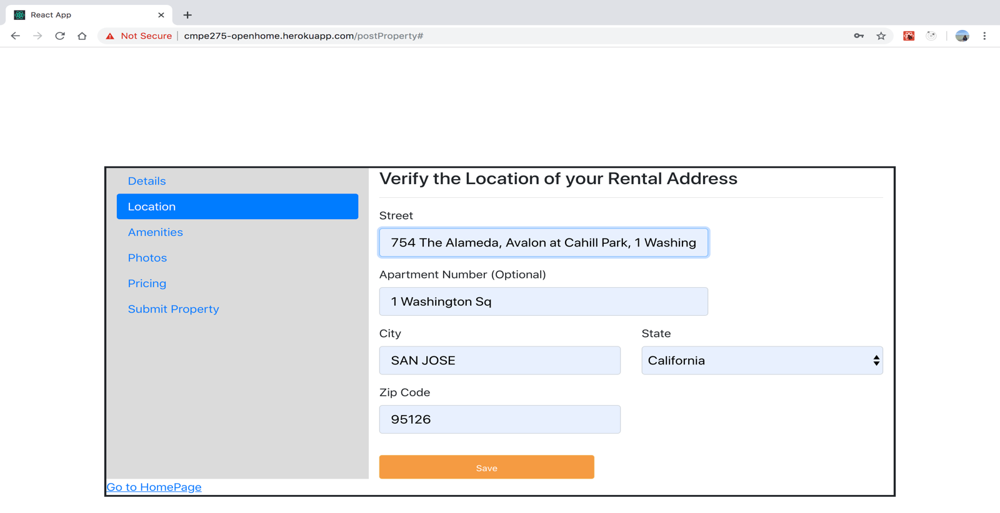 React App
Not Secure cmpe275-openhome.herokuapp.com/postProperty#
Details
Location
Amenities
Photos
Pricing
Submit Property
Go to HomePage
Verify the Location of your Rental Address
Street
754 The Alameda, Avalon at Cahill Park, 1 Washing
Apartment Number (Optional)
1 Washington Sq
City
State
SAN JOSE
California
Zip Code
95126
Save